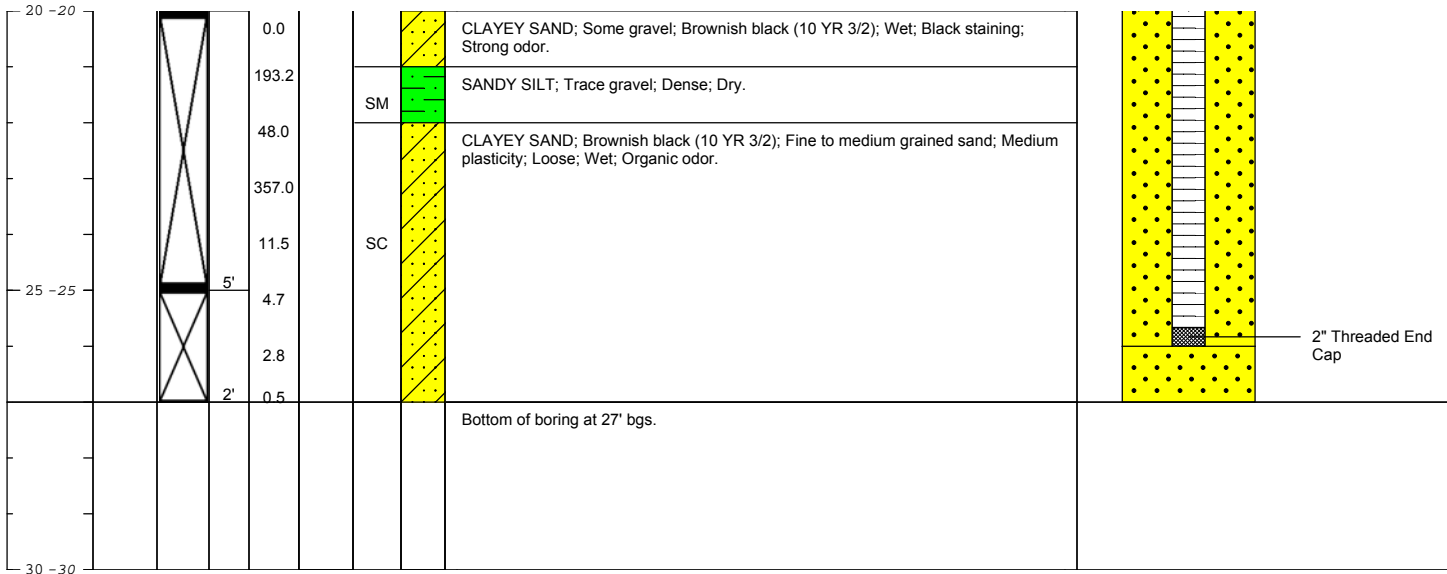 20 -20
0.0
CLAYEY SAND; Some gravel; Brownish black (10 YR 3/2); Wet; Black staining;
Strong odor.
193.2
SANDY SILT; Trace gravel; Dense; Dry.
SM
48.0
CLAYEY SAND; Brownish black (10 YR 3/2); Fine to medium grained sand; Medium
plasticity; Loose; Wet; Organic odor.
357.0
11.5
SC
5'
25 -25
4.7
2" Threaded End
Cap
2.8
2'
0.5
Bottom of boring at 27' bgs.
30 -30